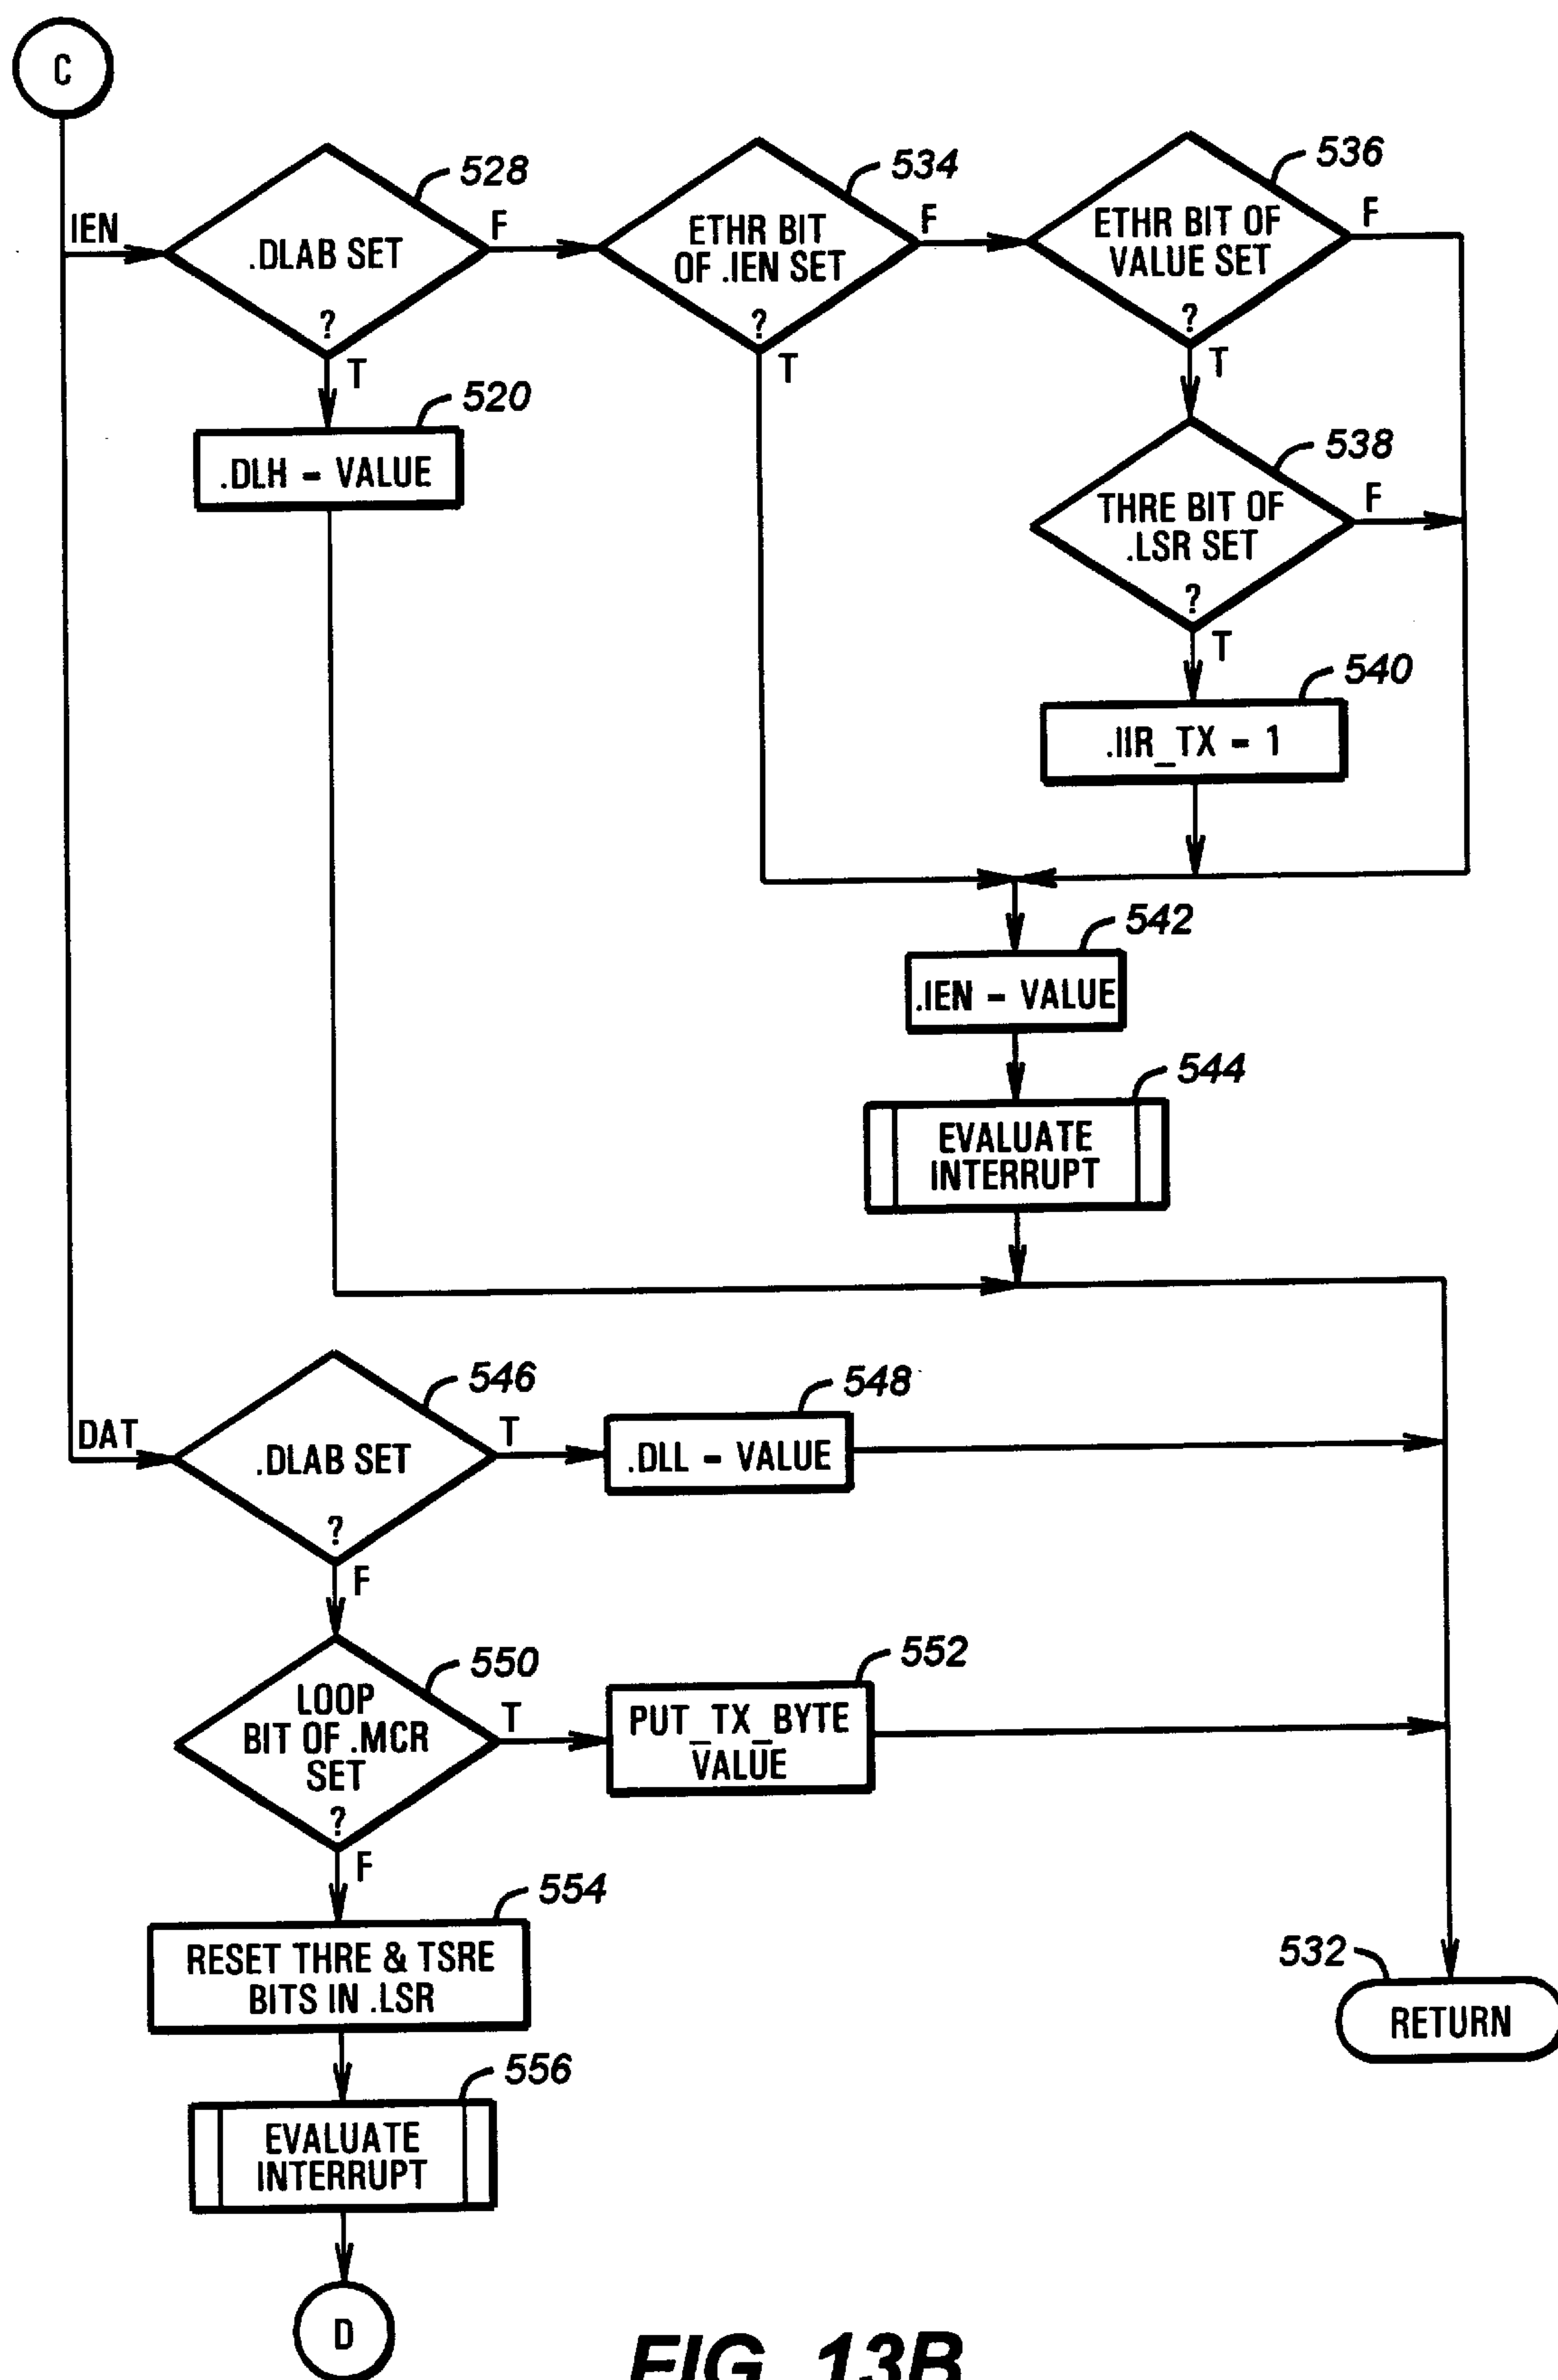 C
IEN
528
.DLAB SET
?
F
T
534
ETHR BIT
OF .IEN SET
?
F
T
536
ETHR BIT OF
VALUE SET
?
F
T
520
.DLH = VALUE
538
THRE BIT OF
.LSR SET
?
F
T
540
.IIR_TX = 1
542
.IEN = VALUE
544
EVALUATE
INTERRUPT
DAT
546
.DLAB SET
?
T
F
548
.DLL = VALUE
550
LOOP
BIT OF .MCR
SET
?
T
F
552
PUT_TX_BYTE
VALUE
554
RESET THRE & TSRE
BITS IN .LSR
532
RETURN
556
EVALUATE
INTERRUPT
D
FIG. 13B